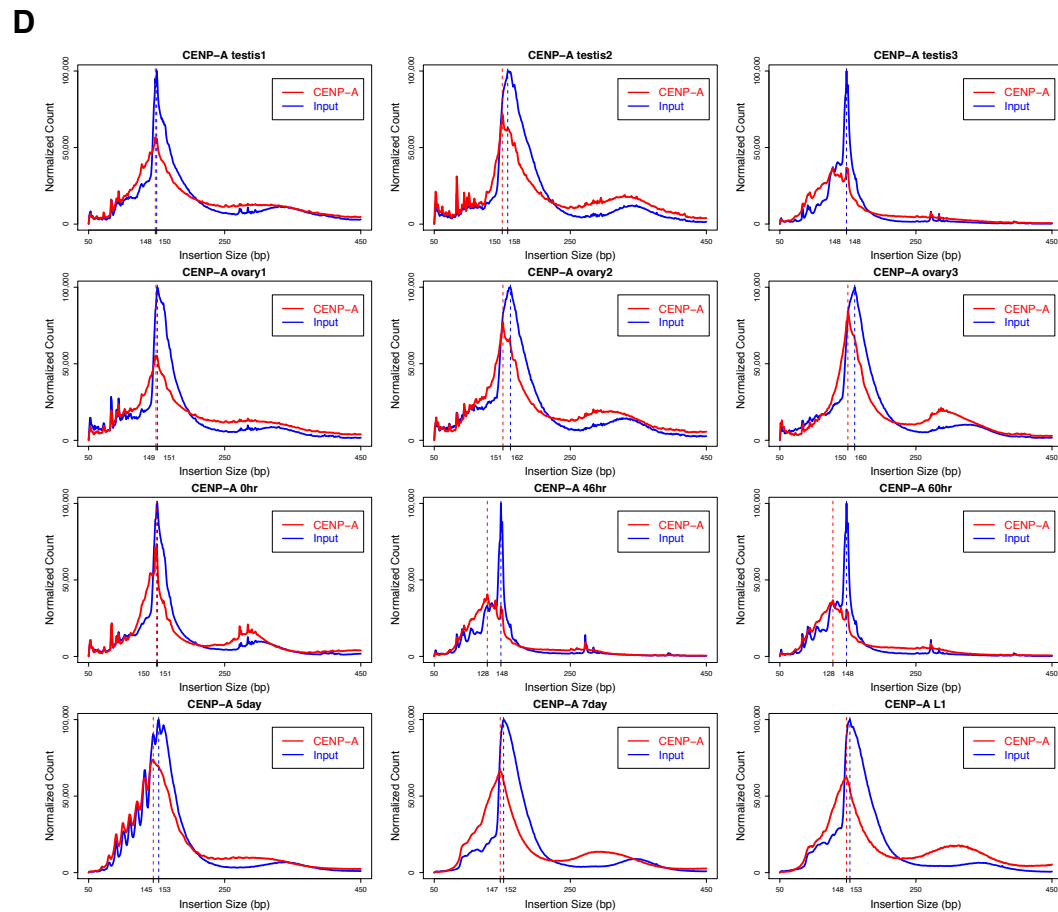 D
CENP-A testis1
Normalized Count
100,000
50,000
0
CENP-A
Input
50
148
150
250
450
Insertion Size (bp)
CENP-A testis2
Normalized Count
100,000
50,000
0
CENP-A
Input
50
150
158
250
450
Insertion Size (bp)
CENP-A testis3
Normalized Count
100,000
50,000
0
CENP-A
Input
50
148
148
250
450
Insertion Size (bp)
CENP-A ovary1
Normalized Count
100,000
50,000
0
CENP-A
Input
50
149
151
250
450
Insertion Size (bp)
CENP-A ovary2
Normalized Count
100,000
50,000
0
CENP-A
Input
50
151
162
250
450
Insertion Size (bp)
CENP-A ovary3
Normalized Count
100,000
50,000
0
CENP-A
Input
50
150
160
250
450
Insertion Size (bp)
CENP-A 0hr
Normalized Count
100,000
50,000
0
CENP-A
Input
50
150
151
250
450
Insertion Size (bp)
CENP-A 46hr
Normalized Count
100,000
50,000
0
CENP-A
Input
50
128
148
250
450
Insertion Size (bp)
CENP-A 60hr
Normalized Count
100,000
50,000
0
CENP-A
Input
50
128
148
250
450
Insertion Size (bp)
CENP-A 5day
Normalized Count
100,000
50,000
0
CENP-A
Input
50
145
153
250
450
Insertion Size (bp)
CENP-A 7day
Normalized Count
100,000
50,000
0
CENP-A
Input
50
147
152
250
450
Insertion Size (bp)
CENP-A L1
Normalized Count
100,000
50,000
0
CENP-A
Input
50
148
153
250
450
Insertion Size (bp)